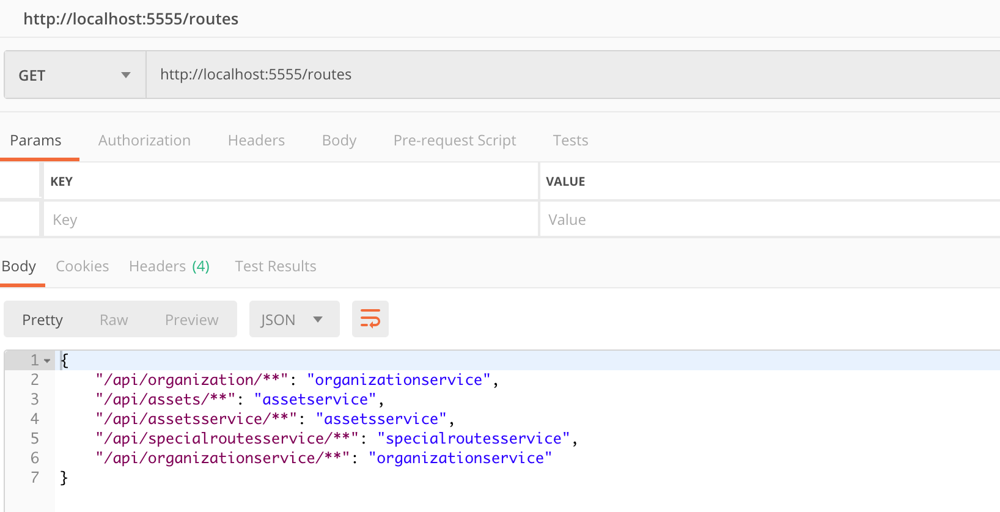 http://localhost:5555/routes
GET http://localhost:5555/routes
Params Authorization Headers Body Pre-request Script Tests
KEY VALUE
Key Value
Body Cookies Headers (4) Test Results
Pretty Raw Preview JSON
1 {
2 "/api/organization/**": "organizationservice",
3 "/api/assets/**": "assetservice",
4 "/api/assetsservice/**": "assetsservice",
5 "/api/specialroutesservice/**": "specialroutesservice",
6 "/api/organizationservice/**": "organizationservice"
7 }